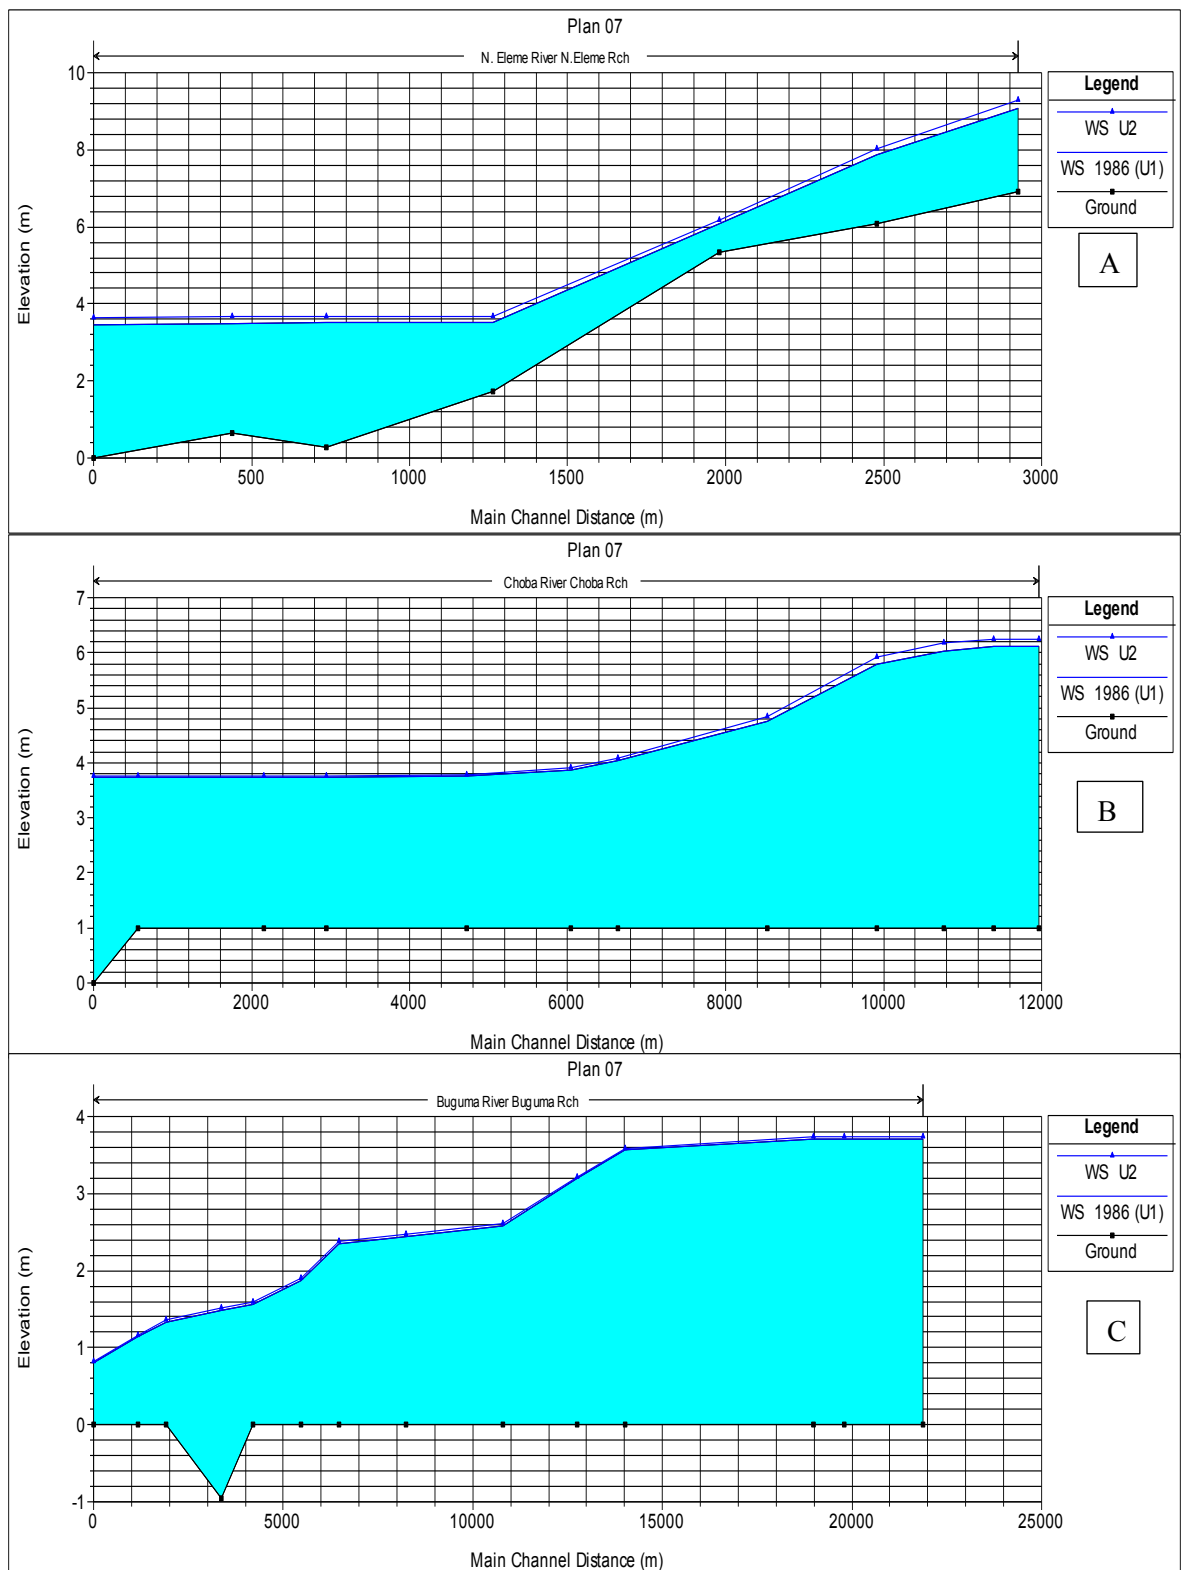 Plan 07
N. Eleme River N.Eleme Rch
Legend
WS U2
WS 1986 (U1)
Ground
A
Elevation (m)
10
8
6
4
2
0
0 500 1000 1500 2000 2500 3000
Main Channel Distance (m)
Plan 07
Choba River Choba Rch
Legend
WS U2
WS 1986 (U1)
Ground
B
Elevation (m)
7
6
5
4
3
2
1
0
0 2000 4000 6000 8000 10000 12000
Main Channel Distance (m)
Plan 07
Buguma River Buguma Rch
Legend
WS U2
WS 1986 (U1)
Ground
C
Elevation (m)
4
3
2
1
0
-1
0 5000 10000 15000 20000 25000
Main Channel Distance (m)